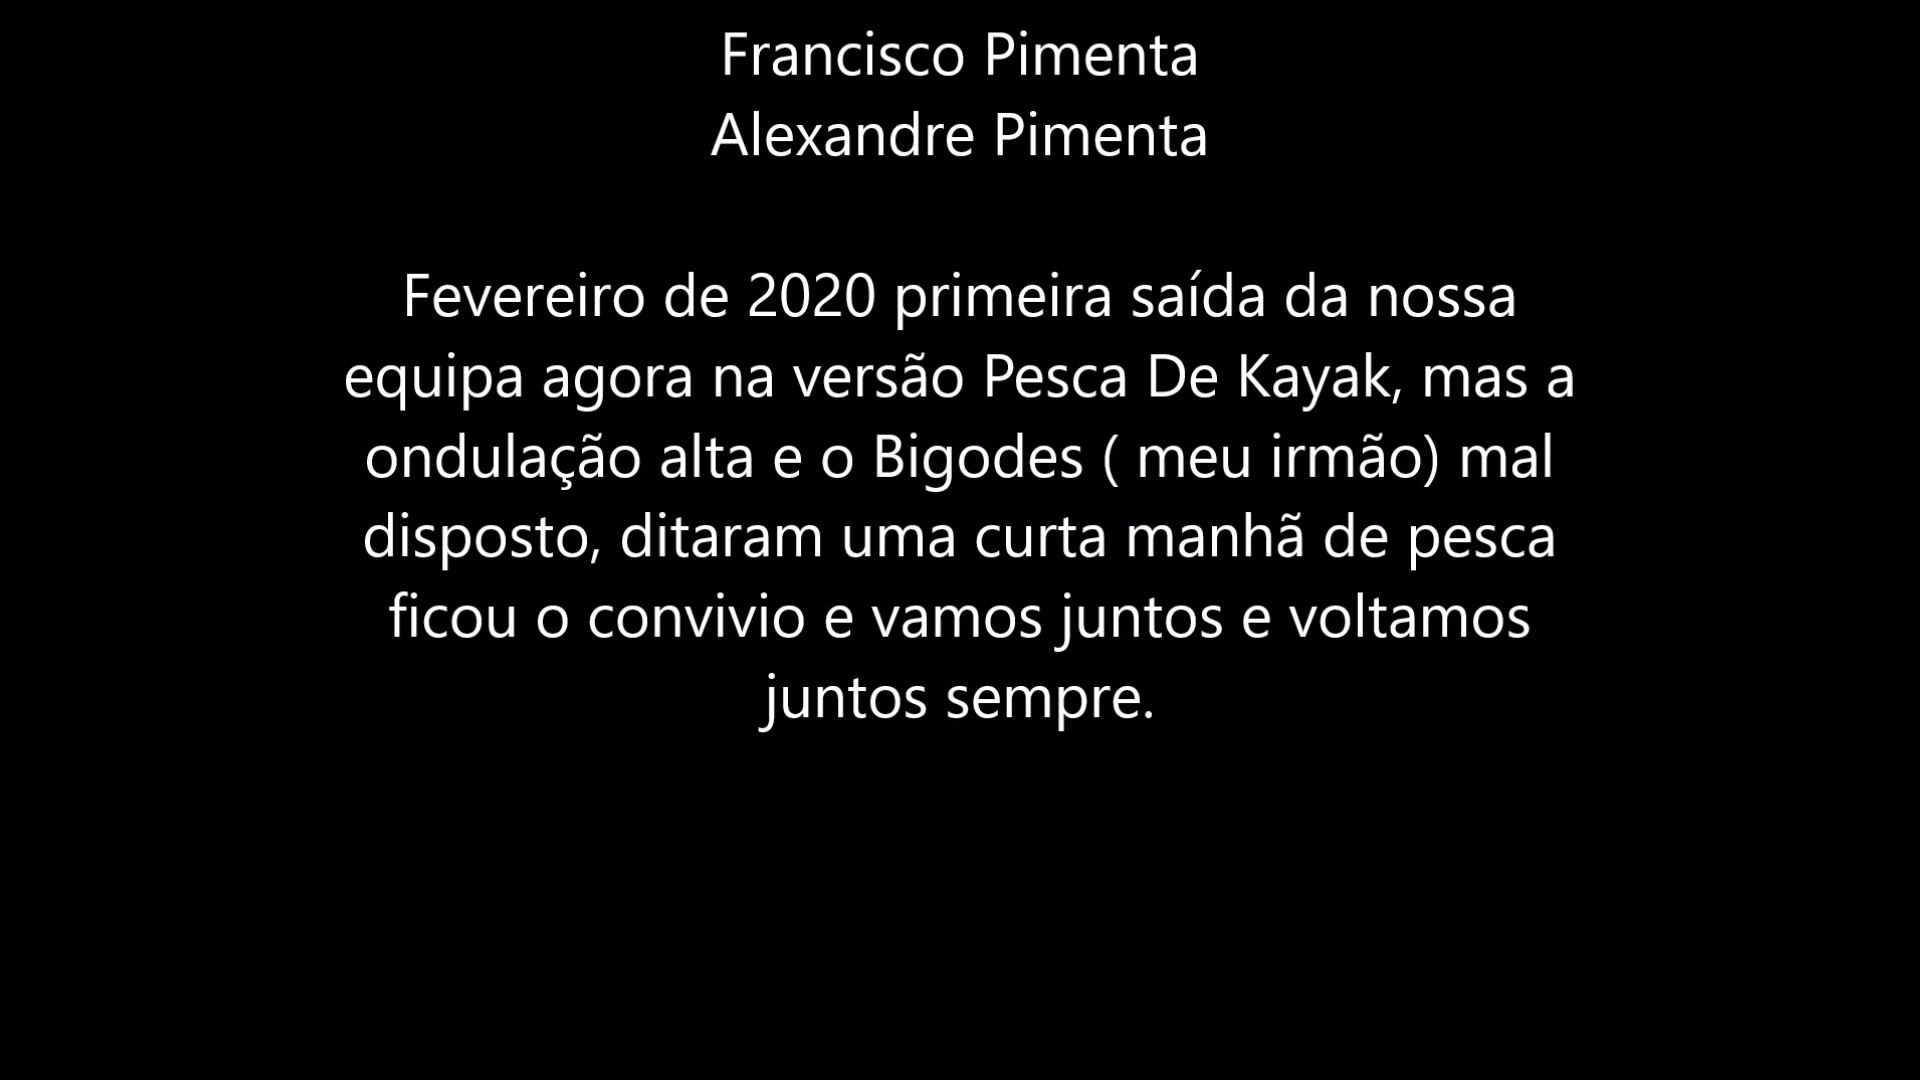 Francisco Pimenta
Alexandre Pimenta
Fevereiro de 2020 primeira saída da nossa
equipa agora na versão Pesca De Kayak, mas a
ondulação alta e o Bigodes ( meu irmão) mal
disposto, ditaram uma curta manhã de pesca
ficou o convivio e vamos juntos e voltamos
juntos sempre.